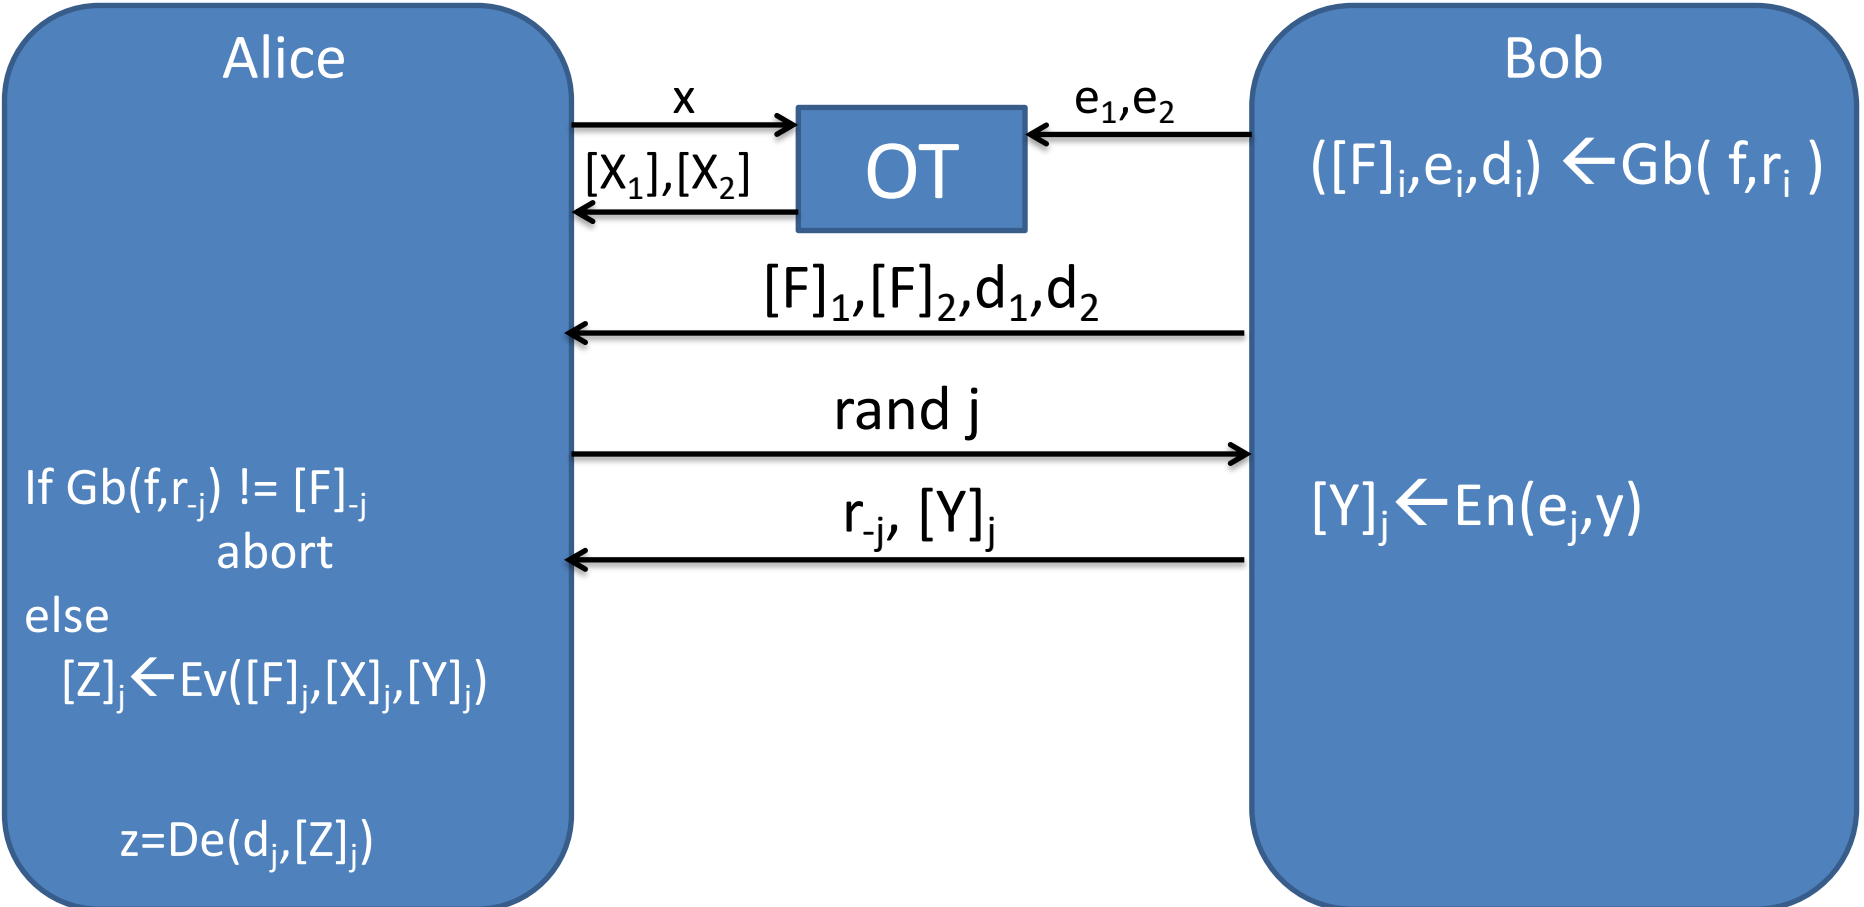 Alice
Bob
x
e₁,e₂
OT
[X₁],[X₂]
([F]ᵢ,eᵢ,dᵢ) ←Gb( f,rᵢ )
[F]₁,[F]₂,d₁,d₂
rand j
If Gb(f,r₋ⱼ) != [F]₋ⱼ
abort
r₋ⱼ, [Y]ⱼ
[Y]ⱼ←En(eⱼ,y)
else
[Z]ⱼ←Ev([F]ⱼ,[X]ⱼ,[Y]ⱼ)
z=De(dⱼ,[Z]ⱼ)